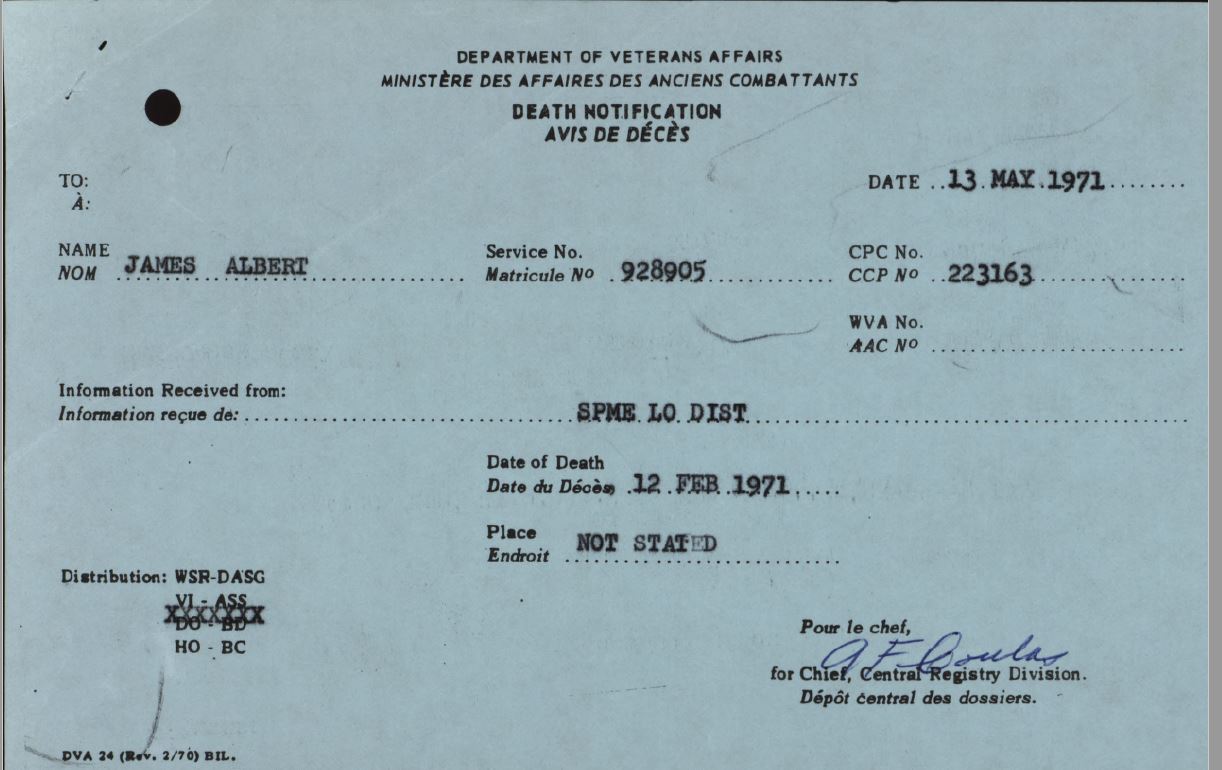 DEPARTMENT OF VETERANS AFFAIRS
MINISTÈRE DES AFFAIRES DES ANCIENS COMBATTANTS
DEATH NOTIFICATION
AVIS DE DÉCÈS
TO:
À:
DATE 13 MAY 1971
NAME
NOM JAMES ALBERT
Service No.
Matricule Nº 928905
CPC No.
CCP Nº 223163
WVA No.
AAC Nº
Information Received from:
Information reçue de: SPME LO DIST
Date of Death
Date du Décès 12 FEB 1971
Place
Endroit NOT STATED
Distribution: WSR-DASG
VI - ASS
XXXXXXX
DO - BD
HO - BC
Pour le chef,
A F
for Chief, Central Registry Division.
Dépôt central des dossiers.
DVA 24 (Rev. 2/70) BIL.